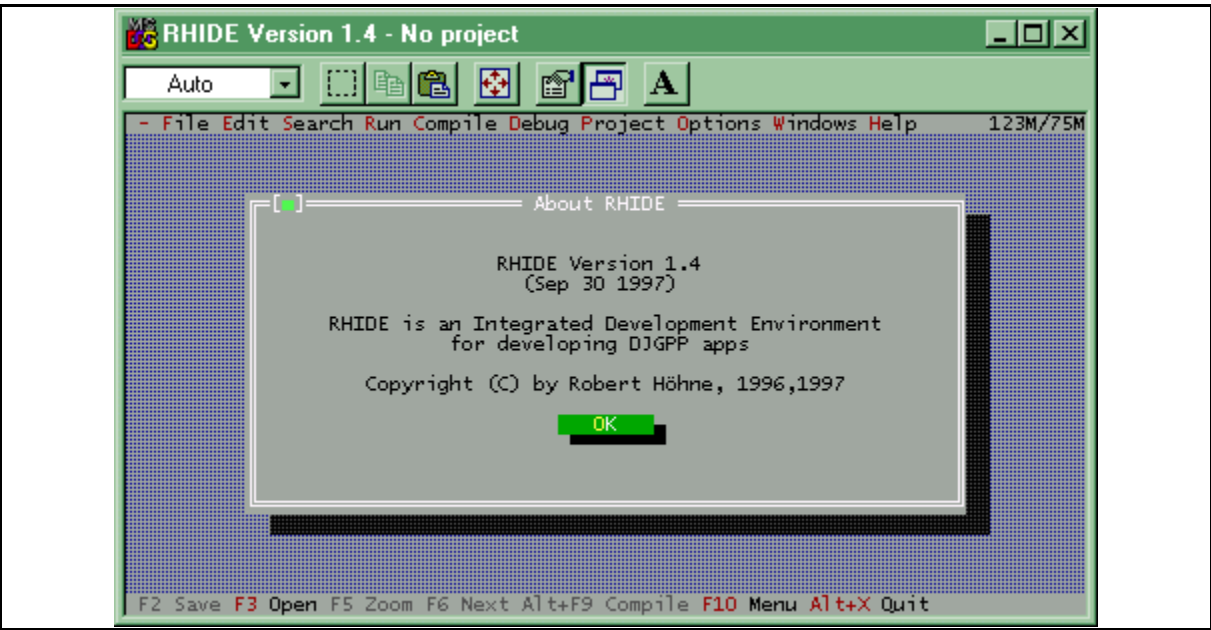 RHIDE Version 1.4 - No project
Auto A
- File Edit Search Run Compile Debug Project Options Windows Help 123M/75M
[■] About RHIDE
RHIDE Version 1.4
(Sep 30 1997)
RHIDE is an Integrated Development Environment
for developing DJGPP apps
Copyright (C) by Robert Höhne, 1996,1997
OK
F2 Save F3 Open F5 Zoom F6 Next Alt+F9 Compile F10 Menu Alt+X Quit